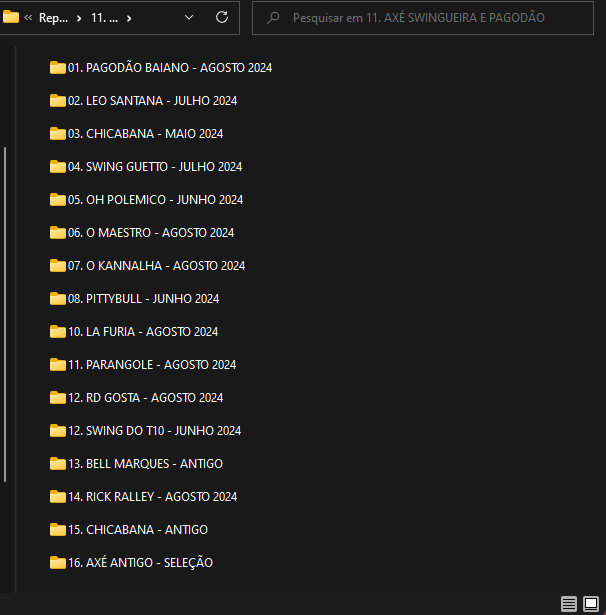 Rep...
11. ...
Pesquisar em 11. AXÉ SWINGUEIRA E PAGODÃO
01. PAGODÃO BAIANO - AGOSTO 2024
02. LEO SANTANA - JULHO 2024
03. CHICABANA - MAIO 2024
04. SWING GUETTO - JULHO 2024
05. OH POLEMICO - JUNHO 2024
06. O MAESTRO - AGOSTO 2024
07. O KANNALHA - AGOSTO 2024
08. PITTYBULL - JUNHO 2024
10. LA FURIA - AGOSTO 2024
11. PARANGOLE - AGOSTO 2024
12. RD GOSTA - AGOSTO 2024
12. SWING DO T10 - JUNHO 2024
13. BELL MARQUES - ANTIGO
14. RICK RALLEY - AGOSTO 2024
15. CHICABANA - ANTIGO
16. AXÉ ANTIGO - SELEÇÃO